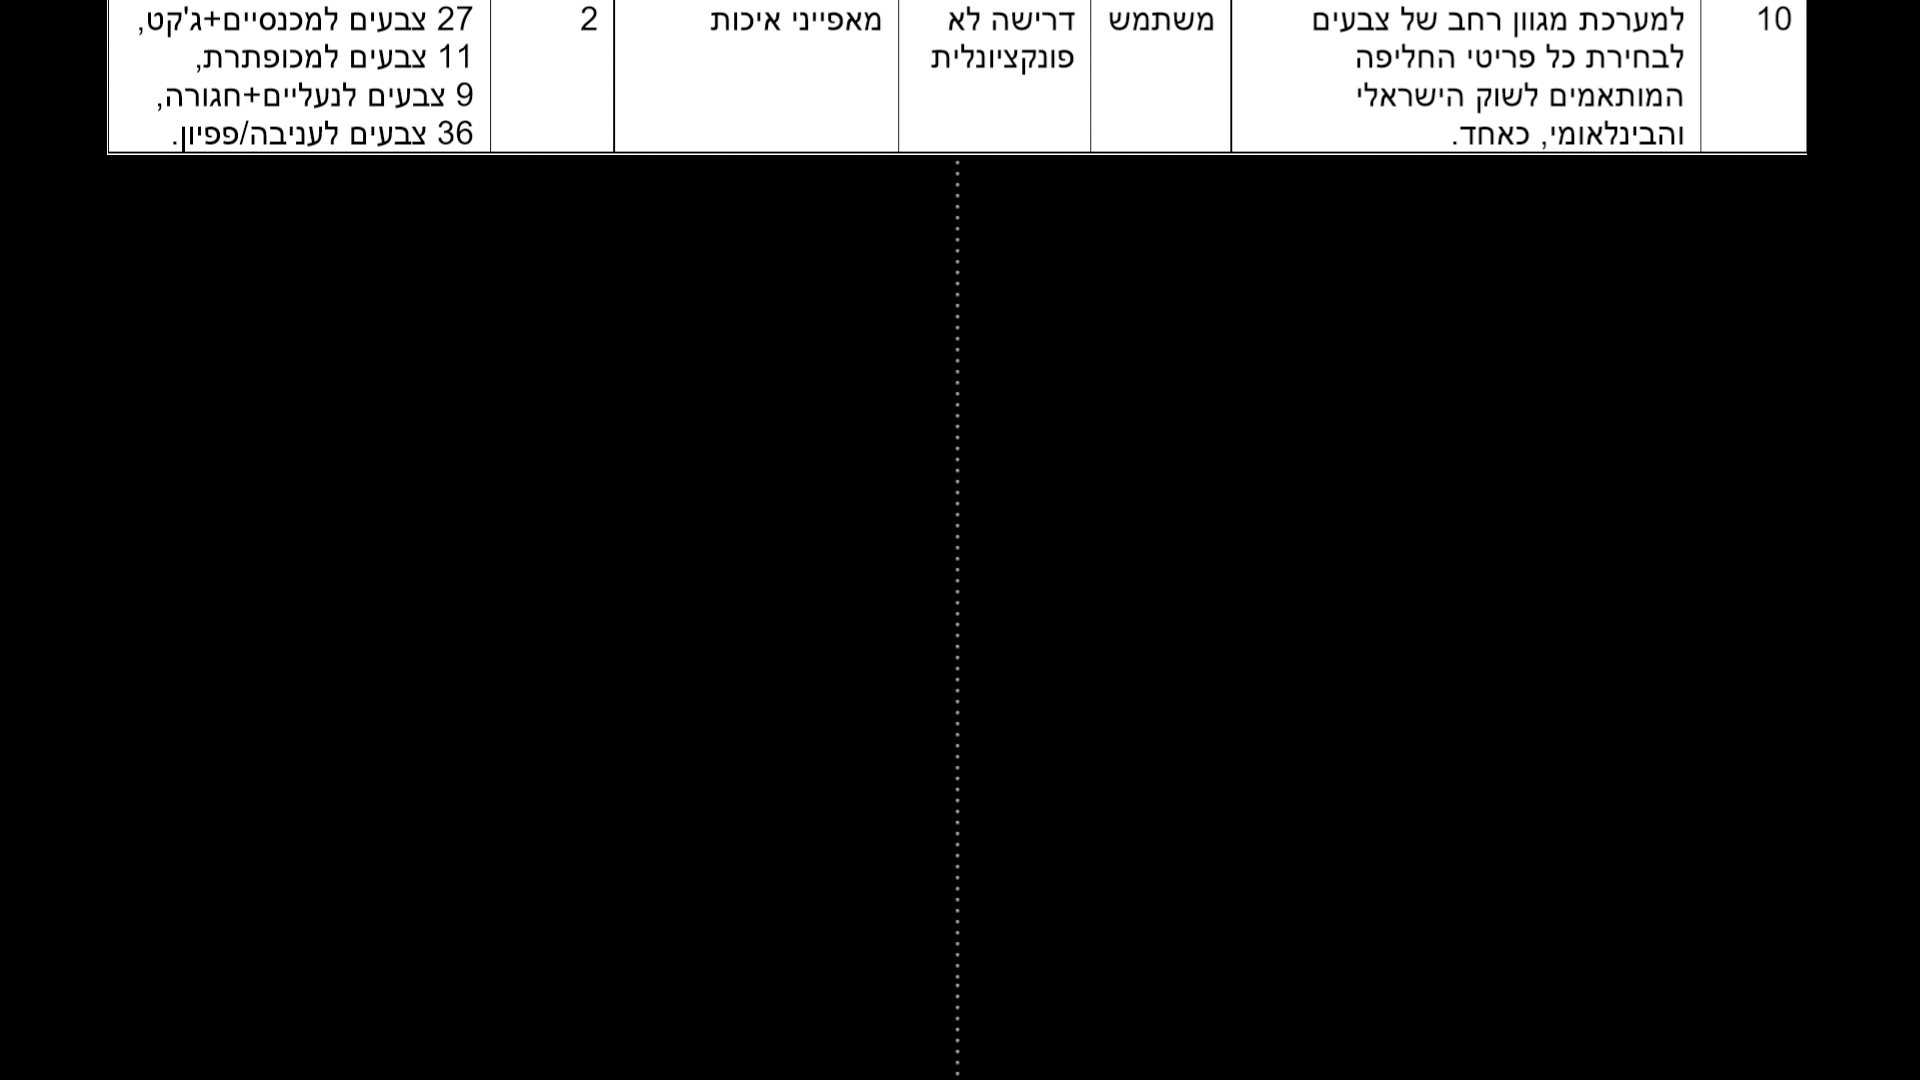 10
למערכת מגוון רחב של צבעים
לבחירת כל פריטי החליפה
המותאמים לשוק הישראלי
והבינלאומי, כאחד.
משתמש
דרישה לא
פונקציונלית
מאפייני איכות
2
27 צבעים למכנסיים+ג'קט,
11 צבעים למכופתרת,
9 צבעים לנעליים+חגורה,
36 צבעים לעניבה/פפיון.